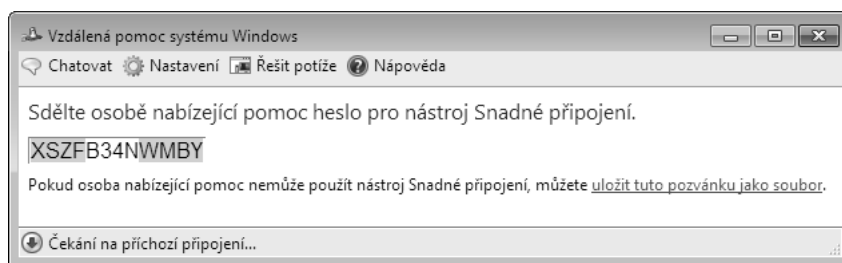 Vzdálená pomoc systému Windows
Chatovat Nastavení Řešit potíže Nápověda
Sdělte osobě nabízející pomoc heslo pro nástroj Snadné připojení.
XSZFB34NWMBY
Pokud osoba nabízející pomoc nemůže použít nástroj Snadné připojení, můžete uložit tuto pozvánku jako soubor.
Čekání na příchozí připojení...